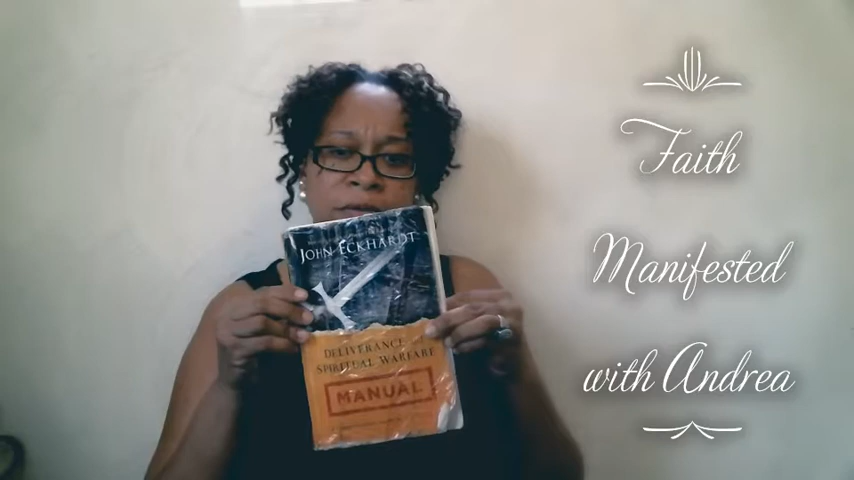 JOHN ECKHARDT
DELIVERANCE
SPIRITUAL WARFARE
MANUAL
Faith
Manifested
with Andrea